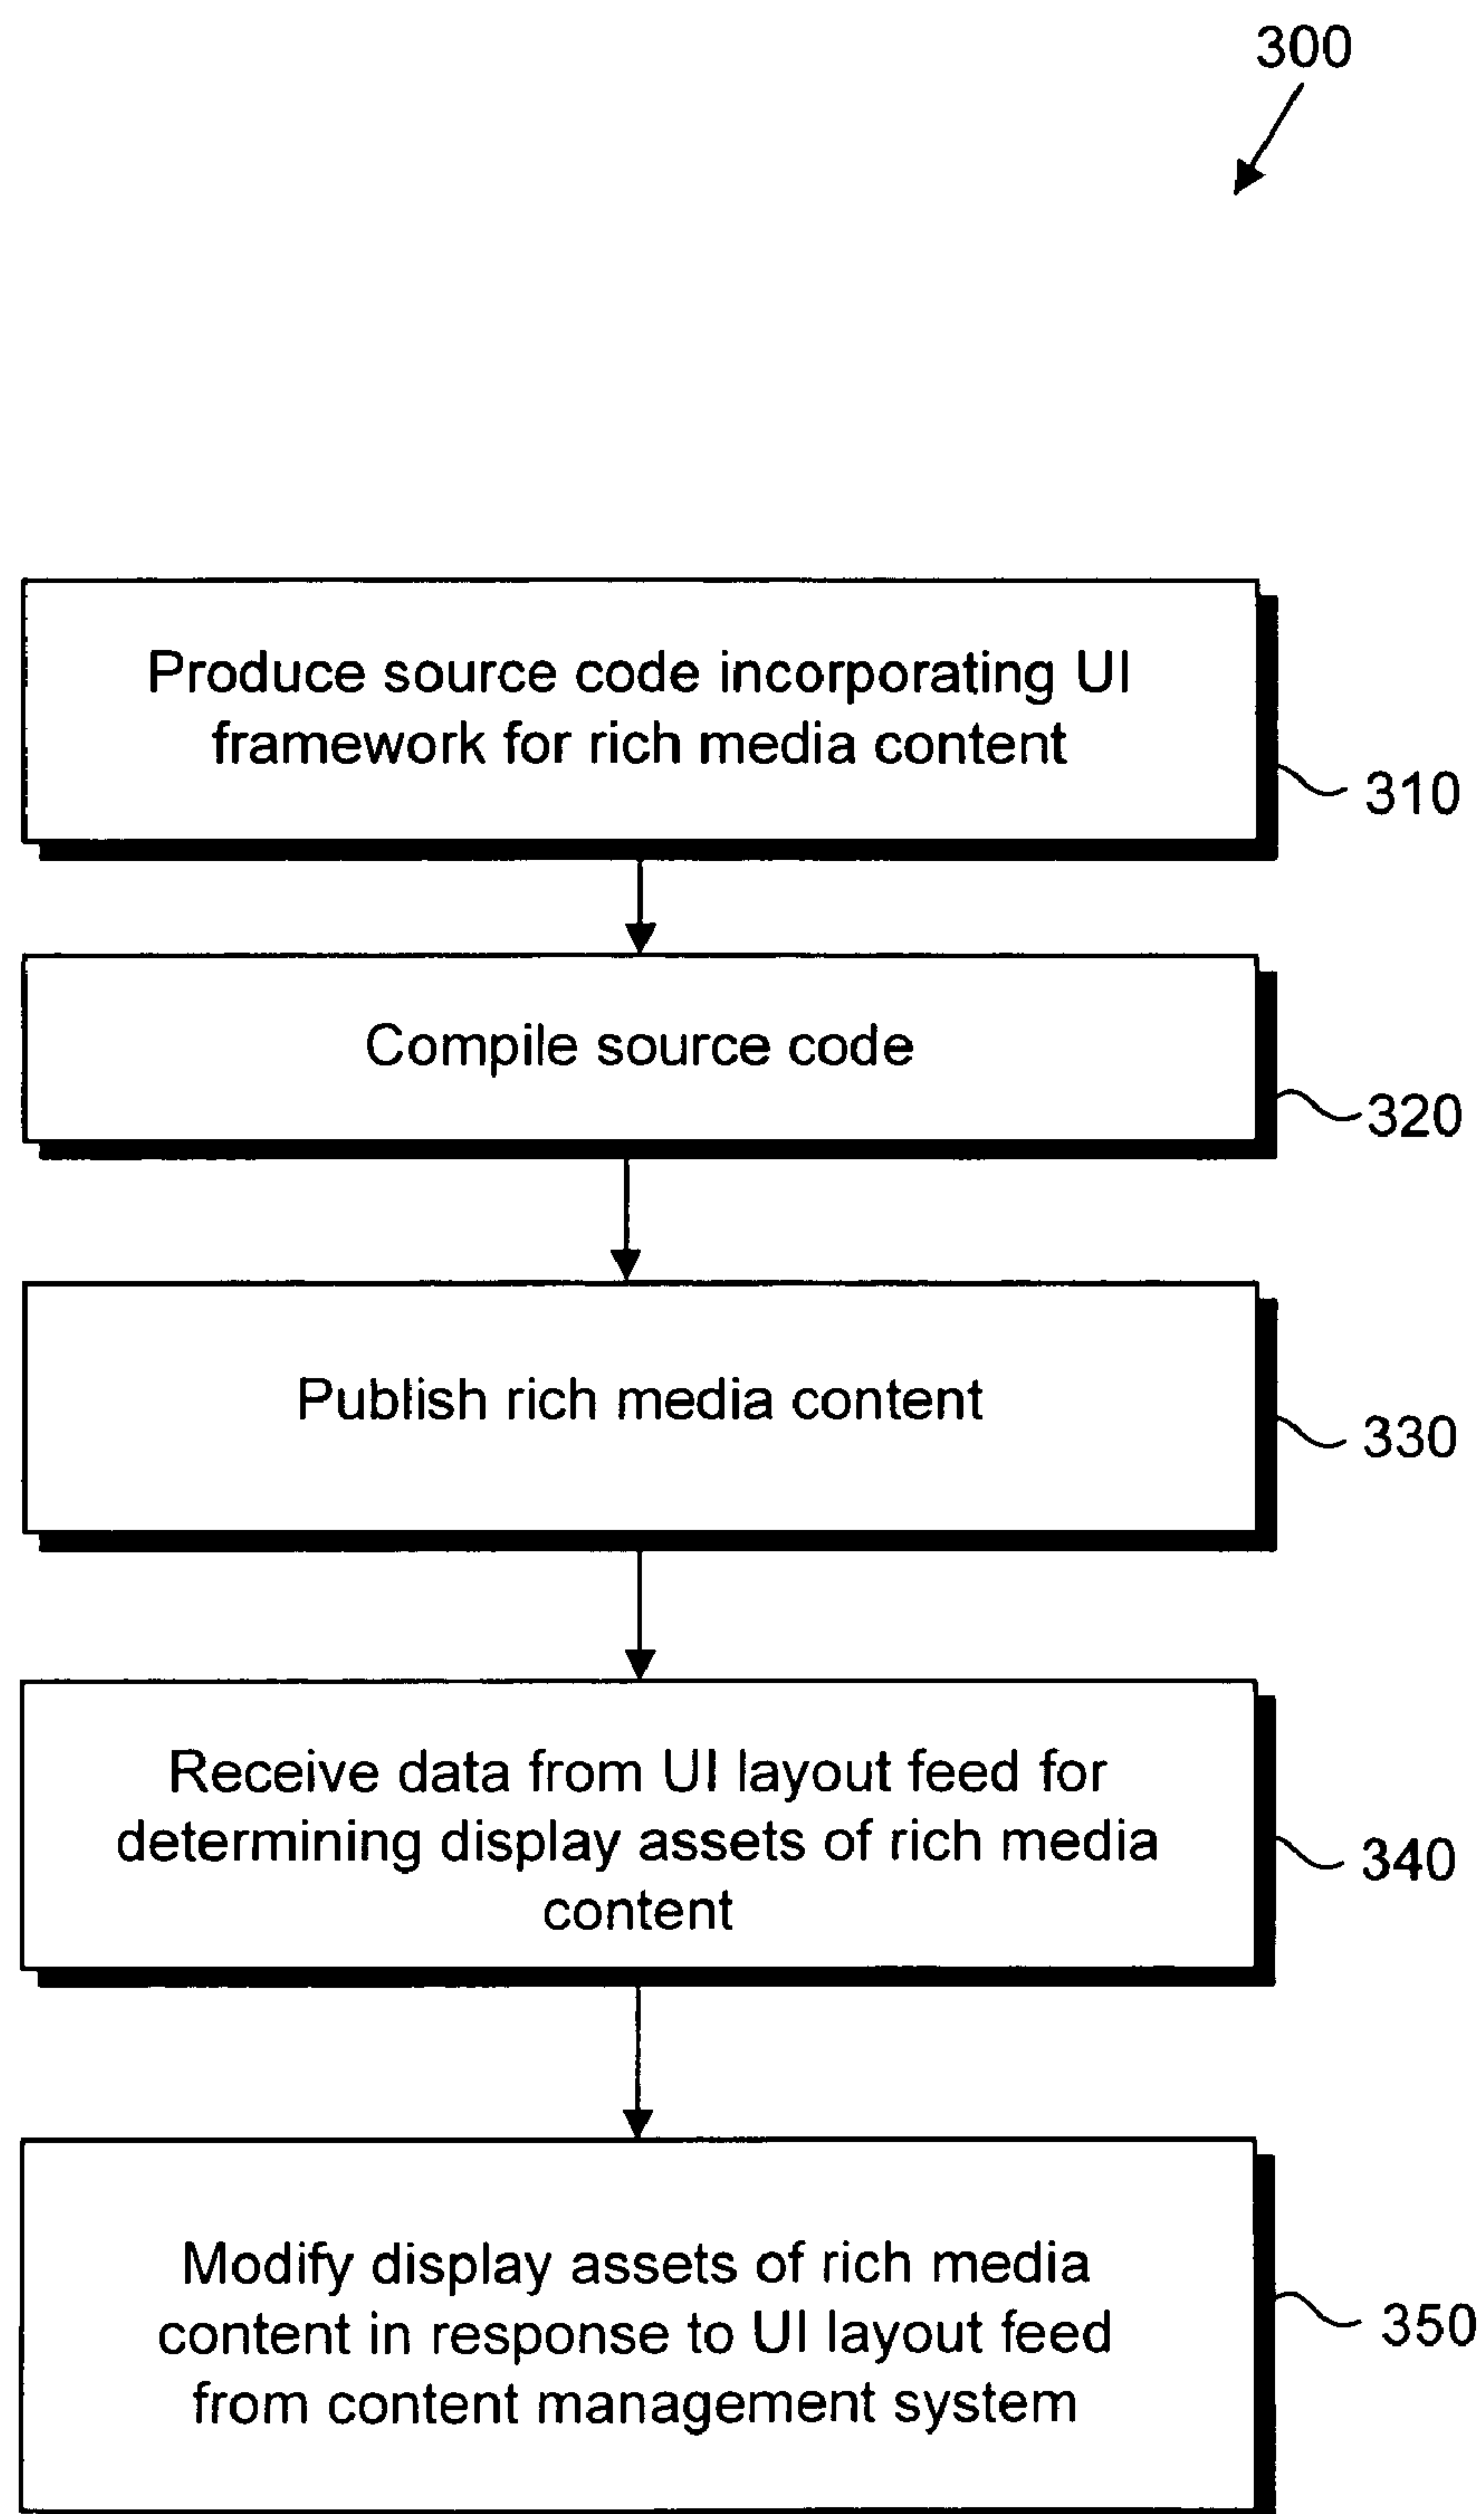 300
Produce source code incorporating UI
framework for rich media content
310
Compile source code
320
Publish rich media content
330
Receive data from UI layout feed for
determining display assets of rich media
content
340
Modify display assets of rich media
content in response to UI layout feed
from content management system
350